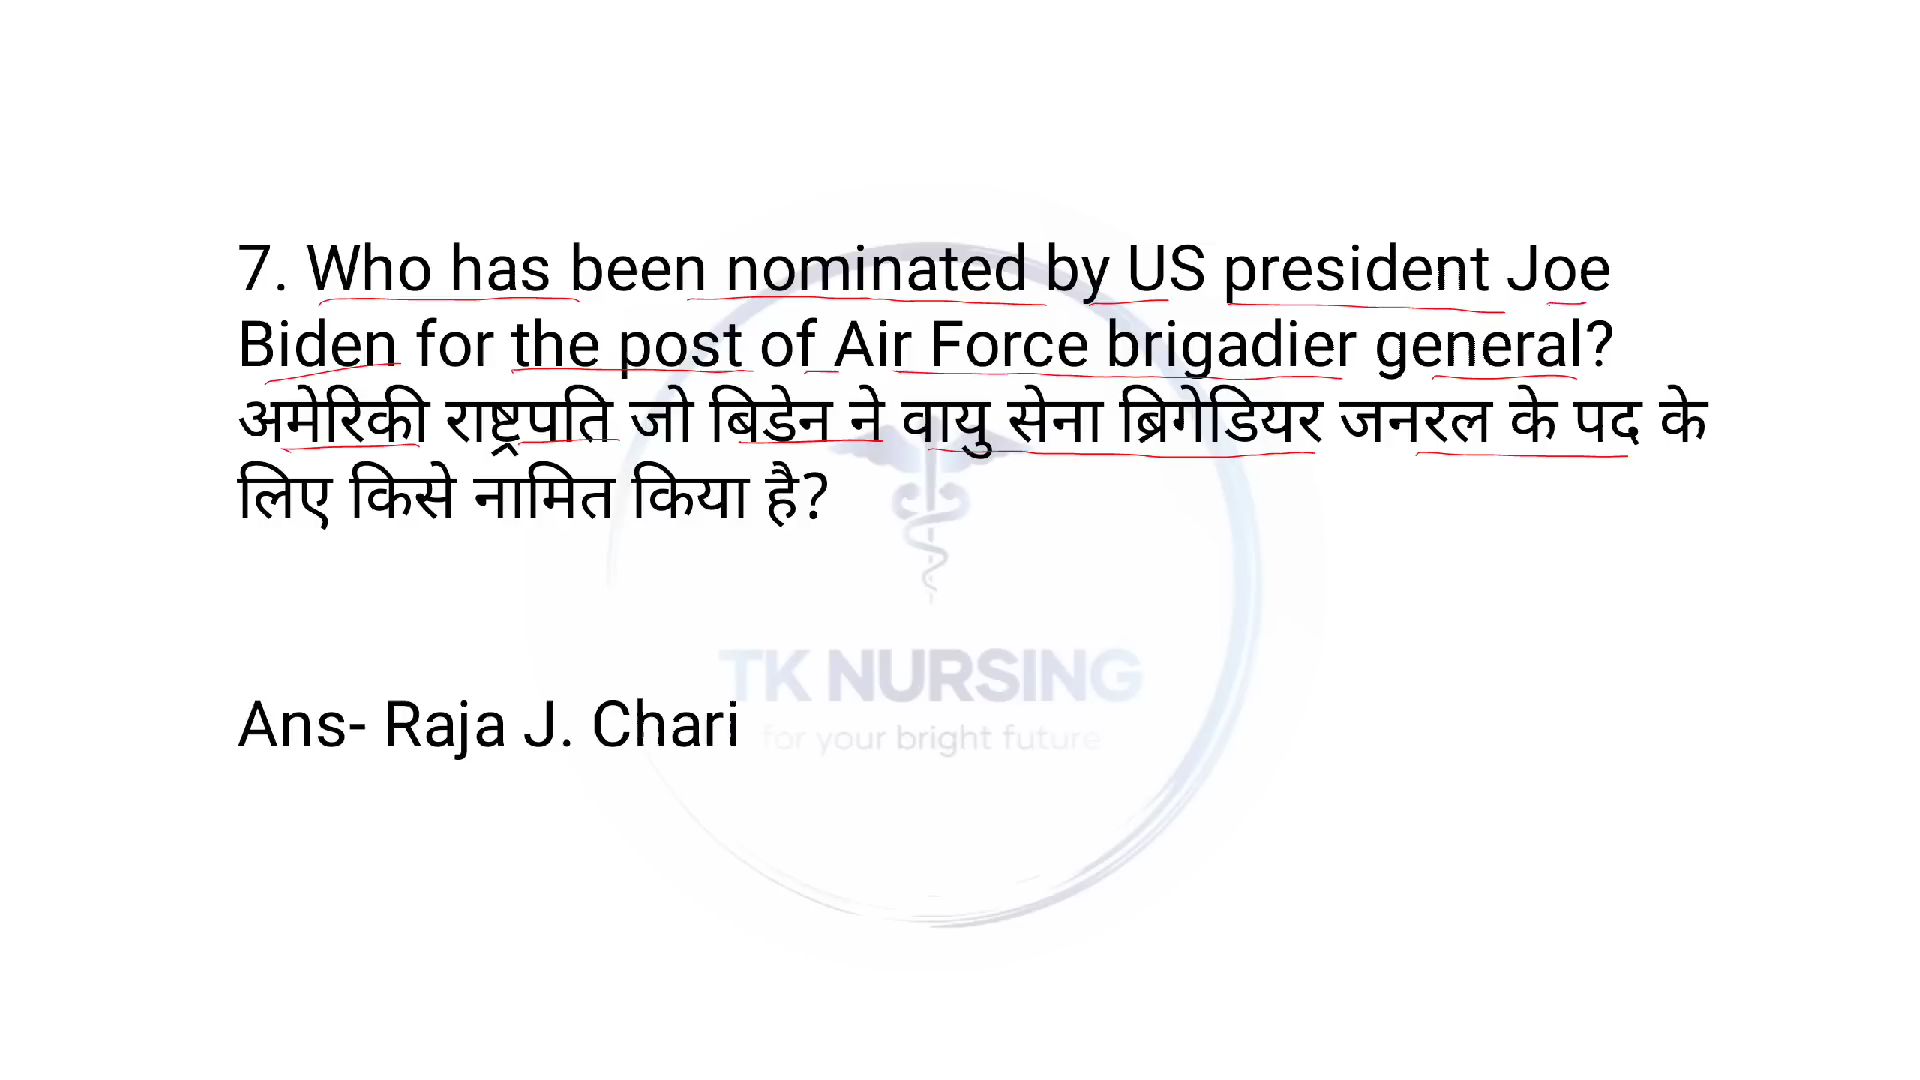 7. Who has been nominated by US president Joe
Biden for the post of Air Force brigadier general?
अमेरिकी राष्ट्रपति जो बिडेन ने वायु सेना ब्रिगेडियर जनरल के पद के
लिए किसे नामित किया है?
TK NURSING
Ans- Raja J. Chari
for your bright future